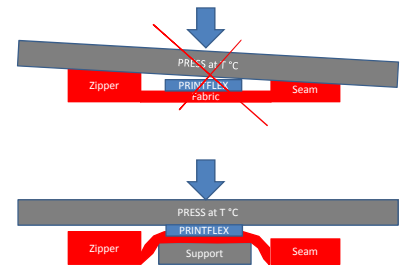 PRESS at T °C
Zipper
PRINTFLEX
Seam
Fabric
PRESS at T °C
PRINTFLEX
Zipper
Support
Seam